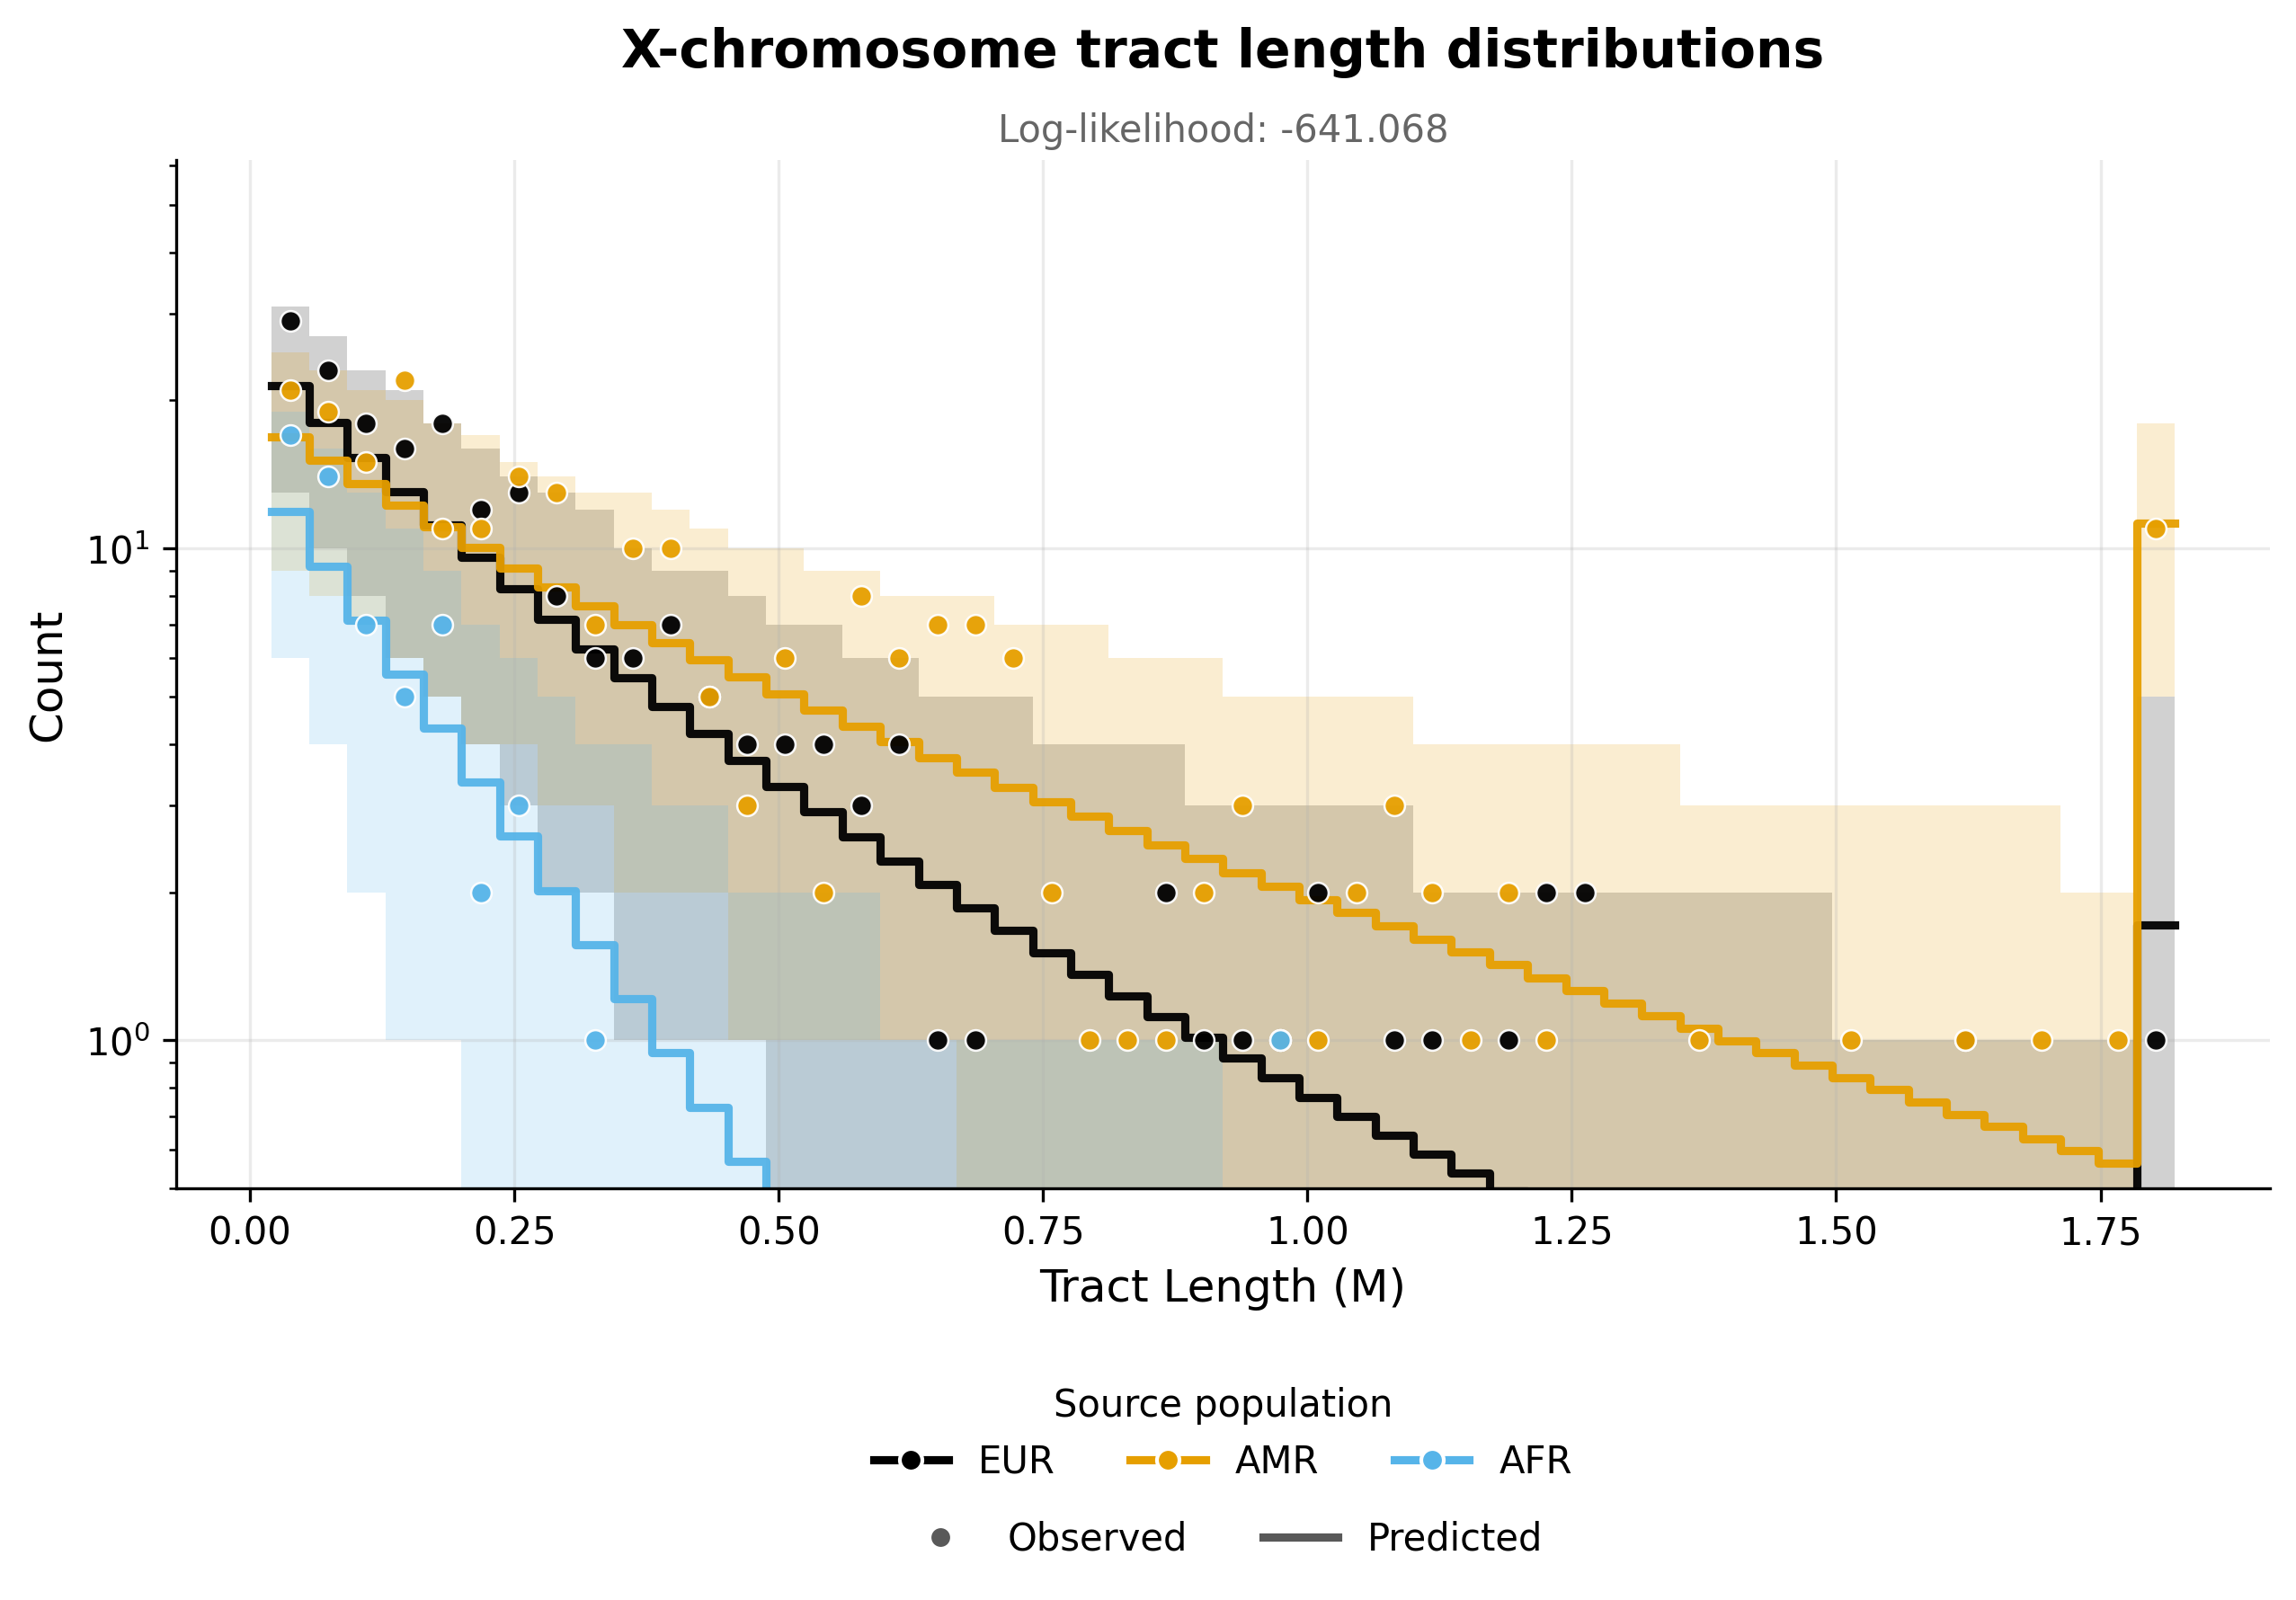 X-chromosome tract length distributions
Log-likelihood: -641.068
Count
10¹
10⁰
0.00 0.25 0.50 0.75 1.00 1.25 1.50 1.75
Tract Length (M)
Source population
EUR AMR AFR
Observed Predicted